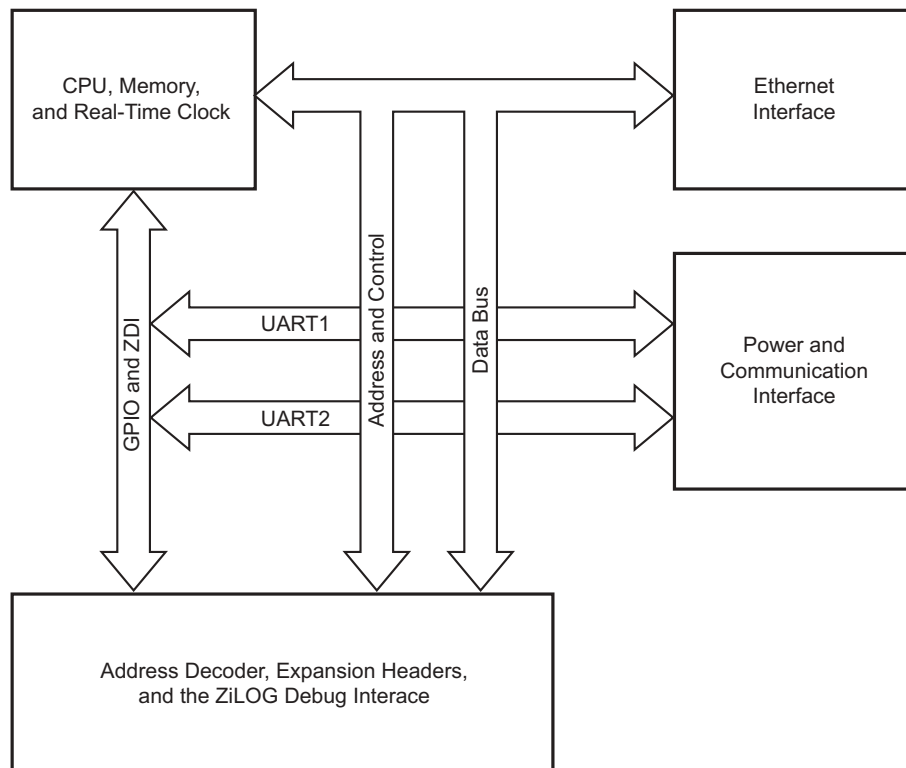 CPU, Memory,
and Real-Time Clock
Ethernet
Interface
GPIO and ZDI
UART1
UART2
Address and Control
Data Bus
Power and
Communication
Interface
Address Decoder, Expansion Headers,
and the ZiLOG Debug Interace